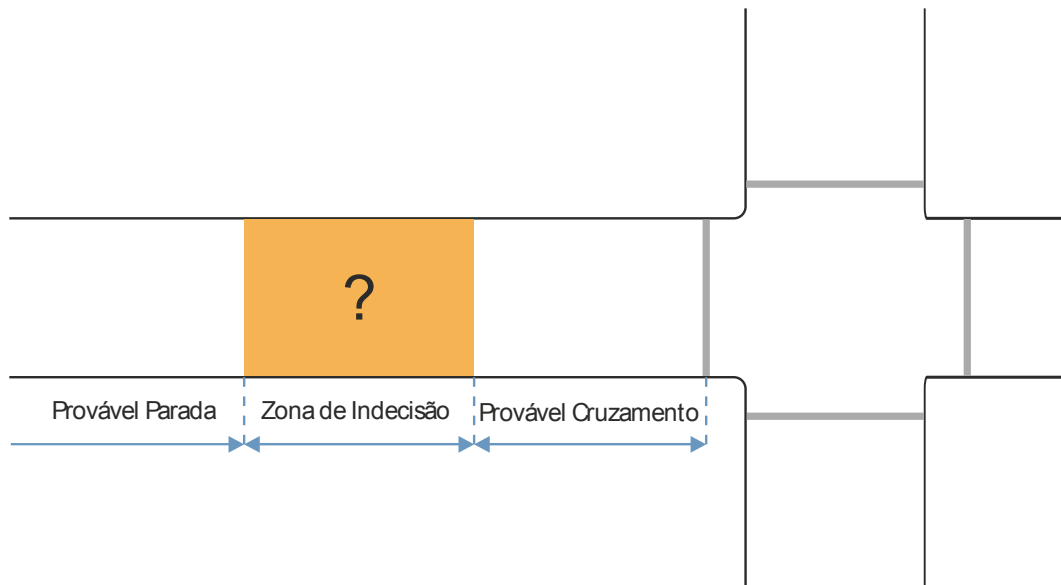 ?
Provável Parada
Zona de Indecisão
Provável Cruzamento